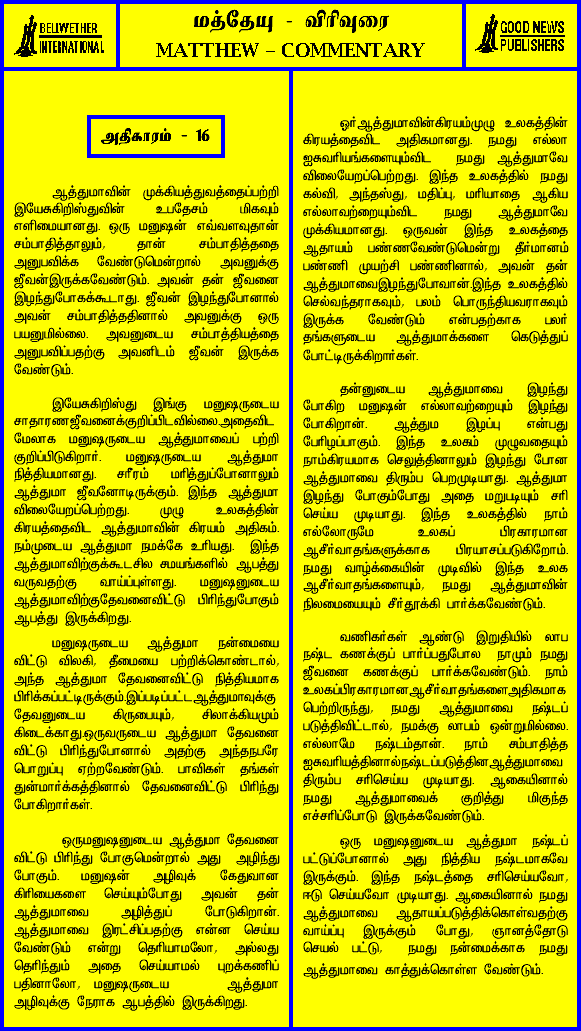 BELIWETHER
INTERNATIONAL
மத்தேயு - விரிவுரை
MATTHEW – COMMENTARY
GOOD NEWS
PUBLISHERS
அதிகாரம் - 16
ஆத்துமாவின் முக்கியத்துவத்தைப்பற்றி
இயேசுகிறிஸ்துவின் உபதேசம் மிகவும்
எளிமையானது. ஒரு மனுஷன் எவ்வளவுதான்
சம்பாதித்தாலும், தான் சம்பாதித்ததை
அனுபவிக்க வேண்டுமென்றால் அவனுக்கு
ஜீவன்இருக்கவேண்டும். அவன் தன் ஜீவனை
இழந்துபோகக்கூடாது. ஜீவன் இழந்துபோனால்
அவன் சம்பாதித்ததினால் அவனுக்கு ஒரு
பயனுமில்லை. அவனுடைய சம்பாத்தியத்தை
அனுபவிப்பதற்கு அவனிடம் ஜீவன் இருக்க
வேண்டும்.
இயேசுகிறிஸ்து இங்கு மனுஷருடைய
சாதாரணஜீவனைக்குறிப்பிடவில்லை.அதைவிட
மேலாக மனுஷருடைய ஆத்துமாவைப் பற்றி
குறிப்பிடுகிறார். மனுஷருடைய ஆத்துமா
நித்தியமானது. சரீரம் மரித்துப்போனாலும்
ஆத்துமா ஜீவனோடிருக்கும். இந்த ஆத்துமா
விலையேறப்பெற்றது. முழு உலகத்தின்
கிரயத்தைவிட ஆத்துமாவின் கிரயம் அதிகம்.
நம்முடைய ஆத்துமா நமக்கே உரியது. இந்த
ஆத்துமாவிற்குக்கூடசில சமயங்களில் ஆபத்து
வருவதற்கு வாய்ப்புள்ளது. மனுஷனுடைய
ஆத்துமாவிற்குதேவனைவிட்டு பிரிந்துபோகும்
ஆபத்து இருக்கிறது.
மனுஷருடைய ஆத்துமா நன்மையை
விட்டு விலகி, தீமையை பற்றிக்கொண்டால்,
அந்த ஆத்துமா தேவனைவிட்டு நித்தியமாக
பிரிக்கப்பட்டிருக்கும்.இப்படிப்பட்டஆத்துமாவுக்கு
தேவனுடைய கிருபையும், சிலாக்கியமும்
கிடைக்காது.ஒருவருடைய ஆத்துமா தேவனை
விட்டு பிரிந்துபோனால் அதற்கு அந்தநபரே
பொறுப்பு ஏற்றவேண்டும். பாவிகள் தங்கள்
துன்மார்க்கத்தினால் தேவனைவிட்டு பிரிந்து
போகிறார்கள்.
ஒருமனுஷனுடைய ஆத்துமா தேவனை
விட்டு பிரிந்து போகுமென்றால் அது அழிந்து
போகும். மனுஷன் அழிவுக் கேதுவான
கிரியைகளை செய்யும்போது அவன் தன்
ஆத்துமாவை அழித்துப் போடுகிறான்.
ஆத்துமாவை இரட்சிப்பதற்கு என்ன செய்ய
வேண்டும் என்று தெரியாமலோ, அல்லது
தெரிந்தும் அதை செய்யாமல் புறக்கணிப்
பதினாலோ, மனுஷருடைய ஆத்துமா
அழிவுக்கு நேராக ஆபத்தில் இருக்கிறது.
ஓர்ஆத்துமாவின்கிரயம்முழு உலகத்தின்
கிரயத்தைவிட அதிகமானது. நமது எல்லா
ஐசுவரியங்களையும்விட நமது ஆத்துமாவே
விலையேறப்பெற்றது. இந்த உலகத்தில் நமது
கல்வி, அந்தஸ்து, மதிப்பு, மரியாதை ஆகிய
எல்லாவற்றையும்விட நமது ஆத்துமாவே
முக்கியமானது. ஒருவன் இந்த உலகத்தை
ஆதாயம் பண்ணவேண்டுமென்று தீர்மானம்
பண்ணி முயற்சி பண்ணினால், அவன் தன்
ஆத்துமாவைஇழந்துபோவான்.இந்த உலகத்தில்
செல்வந்தராகவும், பலம் பொருந்தியவராகவும்
இருக்க வேண்டும் என்பதற்காக பலர்
தங்களுடைய ஆத்துமாக்களை கெடுத்துப்
போட்டிருக்கிறார்கள்.
தன்னுடைய ஆத்துமாவை இழந்து
போகிற மனுஷன் எல்லாவற்றையும் இழந்து
போகிறான். ஆத்தும இழப்பு என்பது
பேரிழப்பாகும். இந்த உலகம் முழுவதையும்
நாம்கிரயமாக செலுத்தினாலும் இழந்து போன
ஆத்துமாவை திரும்ப பெறமுடியாது. ஆத்துமா
இழந்து போகும்போது அதை மறுபடியும் சரி
செய்ய முடியாது. இந்த உலகத்தில் நாம்
எல்லோருமே உலகப் பிரகாரமான
ஆசீர்வாதங்களுக்காக பிரயாசப்படுகிறோம்.
நமது வாழ்க்கையின் முடிவில் இந்த உலக
ஆசீர்வாதங்களையும், நமது ஆத்துமாவின்
நிலமையையும் சீர்தூக்கி பார்க்கவேண்டும்.
வணிகர்கள் ஆண்டு இறுதியில் லாப
நஷ்ட கணக்குப் பார்ப்பதுபோல நாமும் நமது
ஜீவனை கணக்குப் பார்க்கவேண்டும். நாம்
உலகப்பிரகாரமானஆசீர்வாதங்களைஅதிகமாக
பெற்றிருந்து, நமது ஆத்துமாவை நஷ்டப்
படுத்திவிட்டால், நமக்கு லாபம் ஒன்றுமில்லை.
எல்லாமே நஷ்டம்தான். நாம் சம்பாதித்த
ஐசுவரியத்தினால்நஷ்டப்படுத்தினஆத்துமாவை
திரும்ப சரிசெய்ய முடியாது. ஆகையினால்
நமது ஆத்துமாவைக் குறித்து மிகுந்த
எச்சரிப்போடு இருக்கவேண்டும்.
ஒரு மனுஷனுடைய ஆத்துமா நஷ்டப்
பட்டுப்போனால் அது நித்திய நஷ்டமாகவே
இருக்கும். இந்த நஷ்டத்தை சரிசெய்யவோ,
ஈடு செய்யவோ முடியாது. ஆகையினால் நமது
ஆத்துமாவை ஆதாயப்படுத்திக்கொள்வதற்கு
வாய்ப்பு இருக்கும் போது, ஞானத்தோடு
செயல் பட்டு, நமது நன்மைக்காக நமது
ஆத்துமாவை காத்துக்கொள்ள வேண்டும்.